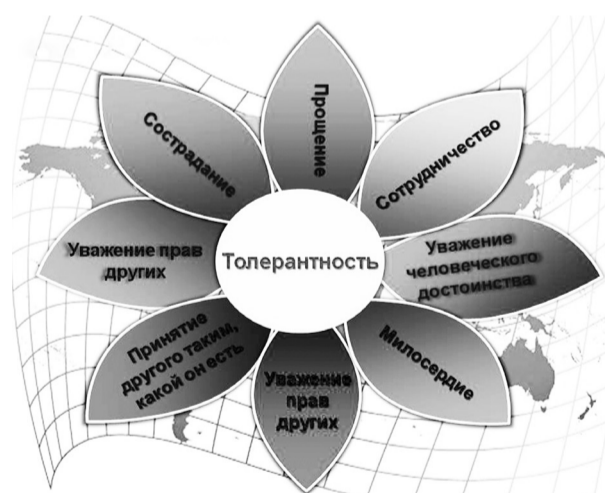 Прощение
Сотрудничество
Уважение
человеческого
достоинства
Милосердие
Уважение
прав
других
Принятие
другого таким,
какой он есть
Уважение прав
других
Сострадание
Толерантность